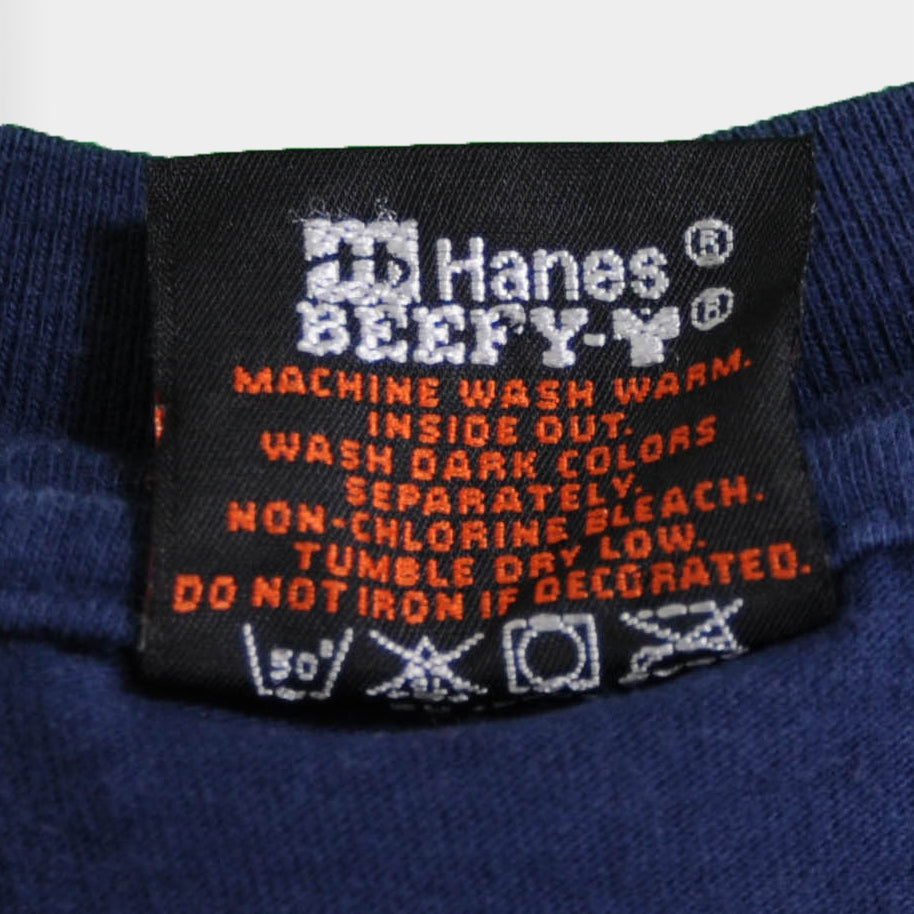 Hanes ®
BEEFY-T ®
MACHINE WASH WARM.
INSIDE OUT.
WASH DARK COLORS
SEPARATELY.
NON-CHLORINE BLEACH.
TUMBLE DRY LOW.
DO NOT IRON IF DECORATED.
50°